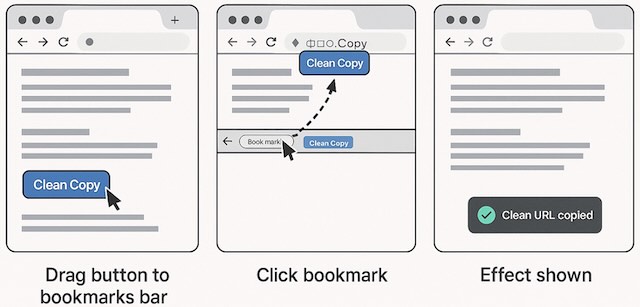 Clean Copy
Drag button to
bookmarks bar
Copy
Clean Copy
Book mark
Clean Copy
Click bookmark
Clean URL copied
Effect shown